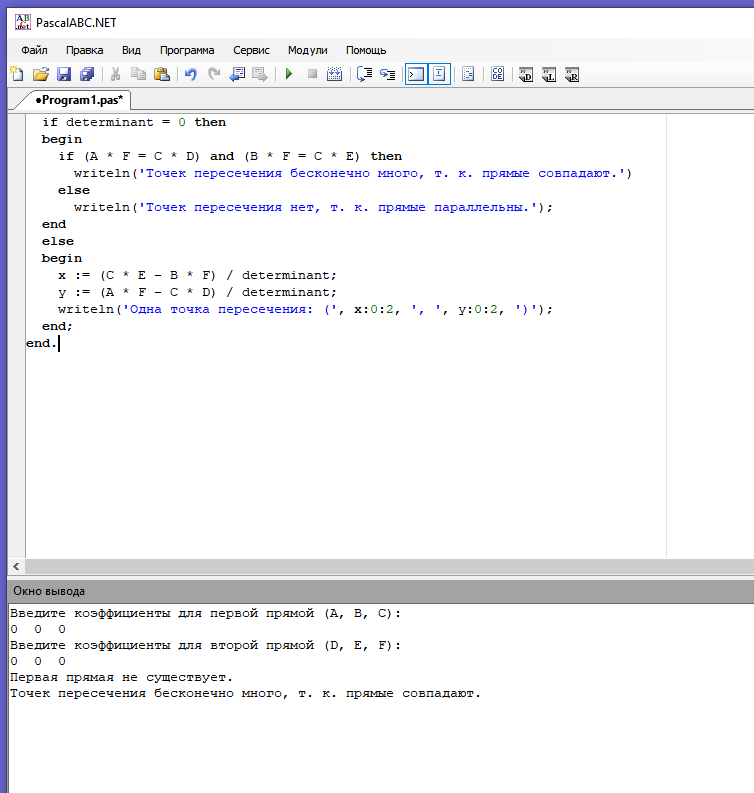 PascalABC.NET
Файл Правка Вид Программа Сервис Модули Помощь
•Program1.pas*
if determinant = 0 then
begin
if (A * F = C * D) and (B * F = C * E) then
writeln('Точек пересечения бесконечно много, т. к. прямые совпадают.')
else
writeln('Точек пересечения нет, т. к. прямые параллельны.');
end
else
begin
x := (C * E - B * F) / determinant;
y := (A * F - C * D) / determinant;
writeln('Одна точка пересечения: (', x:0:2, ', ', y:0:2, ')');
end;
end.
Окно вывода
Введите коэффициенты для первой прямой (A, B, C):
0 0 0
Введите коэффициенты для второй прямой (D, E, F):
0 0 0
Первая прямая не существует.
Точек пересечения бесконечно много, т. к. прямые совпадают.